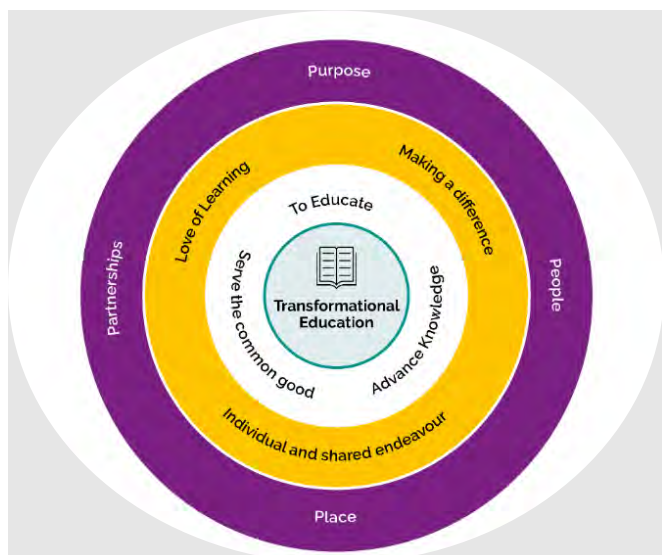 Purpose
People
Place
Partnerships
Love of Learning
Making a difference
Individual and shared endeavour
To Educate
Advance Knowledge
Serve the common good
Transformational
Education